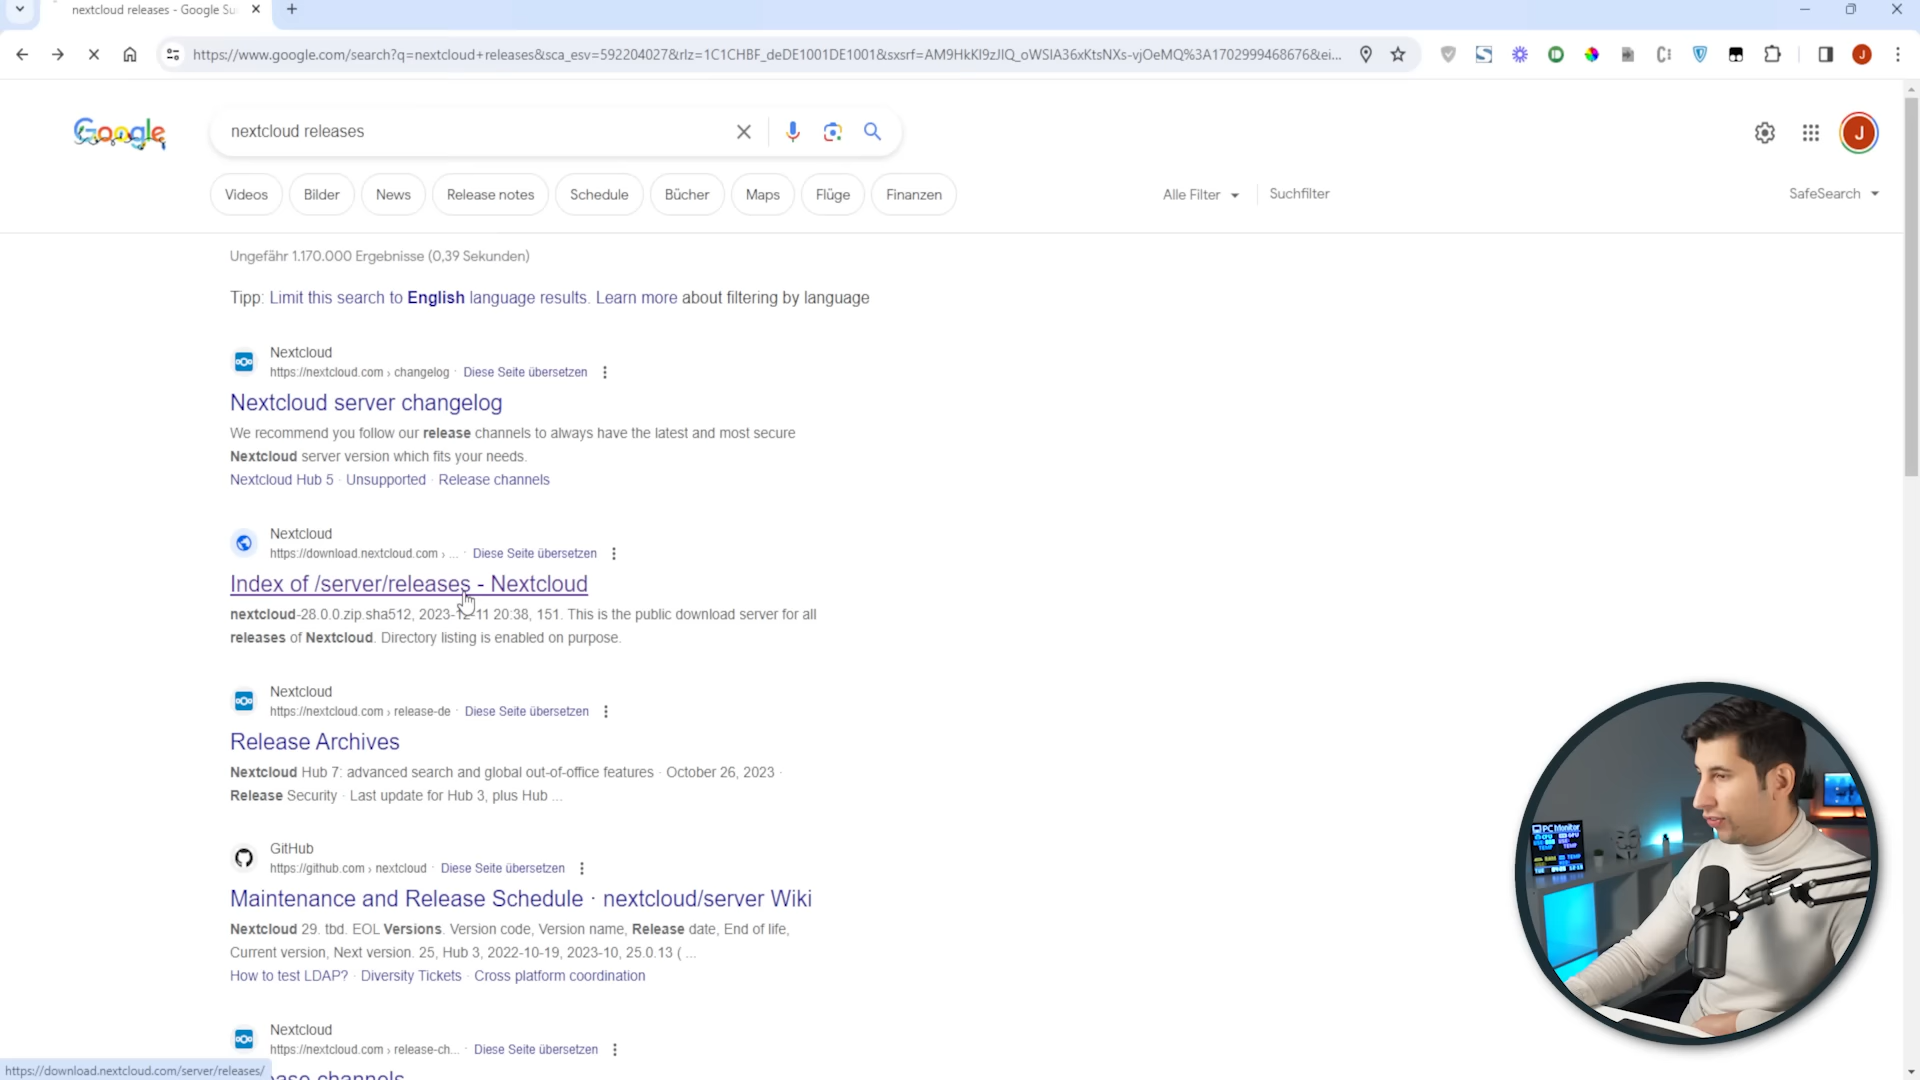 nextcloud releases - Google Su
https://www.google.com/search?q=nextcloud+releases&sca_esv=592204027&rlz=1C1CHBF_deDE1001DE1001&sxsrf=AM9HkKl9zJIQ_oWSIA36xKtsNXs-vjOeMQ%3A1702999468676&ei...
J
Google
nextcloud releases
J
Videos
Bilder
News
Release notes
Schedule
Bücher
Maps
Flüge
Finanzen
Alle Filter
Suchfilter
SafeSearch
Ungefähr 1.170.000 Ergebnisse (0,39 Sekunden)
Tipp: Limit this search to English language results. Learn more about filtering by language
Nextcloud
https://nextcloud.com › changelog · Diese Seite übersetzen
Nextcloud server changelog
We recommend you follow our release channels to always have the latest and most secure
Nextcloud server version which fits your needs.
Nextcloud Hub 5 · Unsupported · Release channels
Nextcloud
https://download.nextcloud.com › ... · Diese Seite übersetzen
Index of /server/releases - Nextcloud
nextcloud-28.0.0.zip.sha512, 2023-12-11 20:38, 151. This is the public download server for all
releases of Nextcloud. Directory listing is enabled on purpose.
Nextcloud
https://nextcloud.com › release-de · Diese Seite übersetzen
Release Archives
Nextcloud Hub 7: advanced search and global out-of-office features · October 26, 2023 ·
Release Security · Last update for Hub 3, plus Hub ...
GitHub
https://github.com › nextcloud · Diese Seite übersetzen
Maintenance and Release Schedule · nextcloud/server Wiki
Nextcloud 29. tbd. EOL Versions. Version code, Version name, Release date, End of life,
Current version, Next version. 25, Hub 3, 2022-10-19, 2023-10, 25.0.13 ( ...
How to test LDAP? · Diversity Tickets · Cross platform coordination
Nextcloud
https://nextcloud.com › release-ch... · Diese Seite übersetzen
ease channels
https://download.nextcloud.com/server/releases/
PC Monitor
CPU GPU
TEMP TEMP